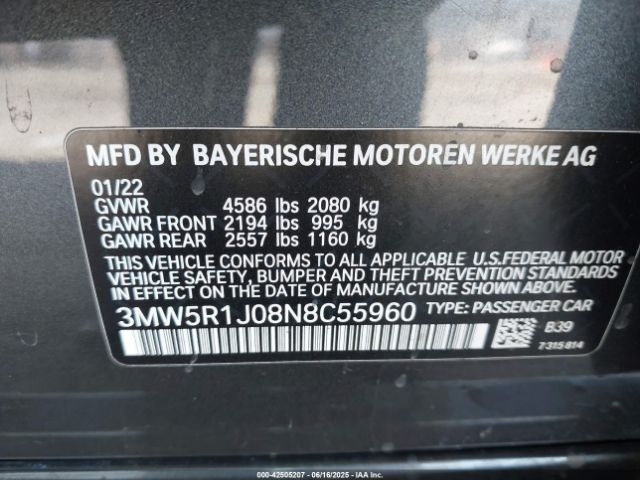 MFD BY BAYERISCHE MOTOREN WERKE AG
01/22
GVWR 4586 lbs 2080 kg
GAWR FRONT 2194 lbs 995 kg
GAWR REAR 2557 lbs 1160 kg
THIS VEHICLE CONFORMS TO ALL APPLICABLE U.S.FEDERAL MOTOR
VEHICLE SAFETY, BUMPER AND THEFT PREVENTION STANDARDS
IN EFFECT ON THE DATE OF MANUFACTURE SHOWN ABOVE.
3MW5R1J08N8C55960 TYPE: PASSENGER CAR
B39
7315814
000-42505207 - 06/16/2025 - IAA Inc.